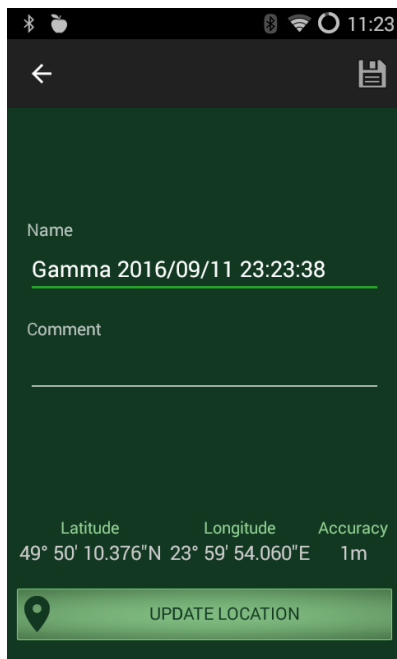 11:23
Name
Gamma 2016/09/11 23:23:38
Comment
Latitude Longitude Accuracy
49° 50' 10.376"N 23° 59' 54.060"E 1m
UPDATE LOCATION